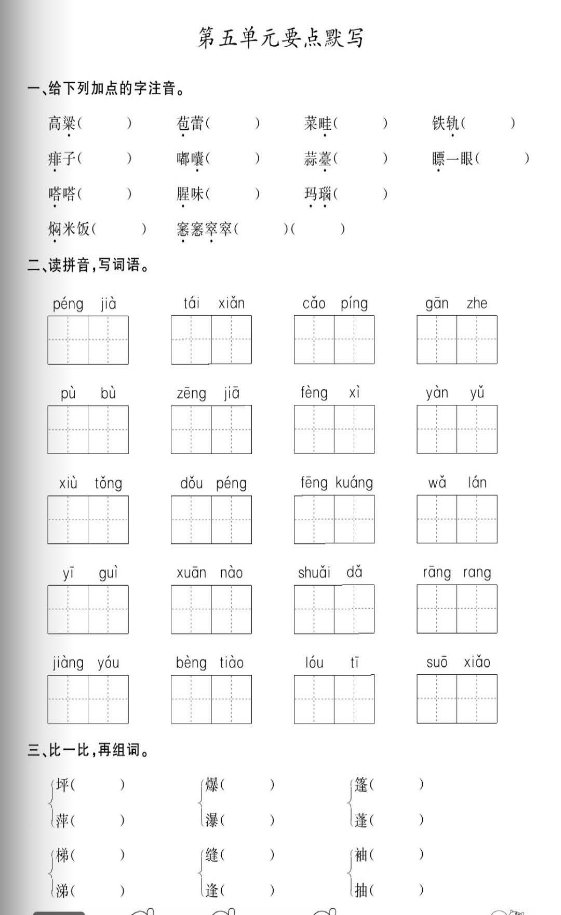 第五单元要点默写
一、给下列加点的字注音。
高粱( ) 苞蕾( ) 菜畦( ) 铁轨( )
痱子( ) 嘟囔( ) 蒜薹( ) 瞟一眼( )
嗒嗒( ) 腥味( ) 玛瑙( )
焖米饭( ) 窸窸窣窣( )( )
二、读拼音,写词语。
péng jià tái xiǎn cǎo píng gān zhe
pù bù zēng jiā fèng xì yàn yǔ
xiù tǒng dǒu péng fēng kuáng wǎ lán
yī guì xuān nào shuǎi dǎ rāng rang
jiàng yóu bèng tiào lóu tī suō xiǎo
三、比一比,再组词。
坪( ) 爆( ) 篷( )
萍( ) 瀑( ) 蓬( )
梯( ) 缝( ) 袖( )
涕( ) 逢( ) 抽( )